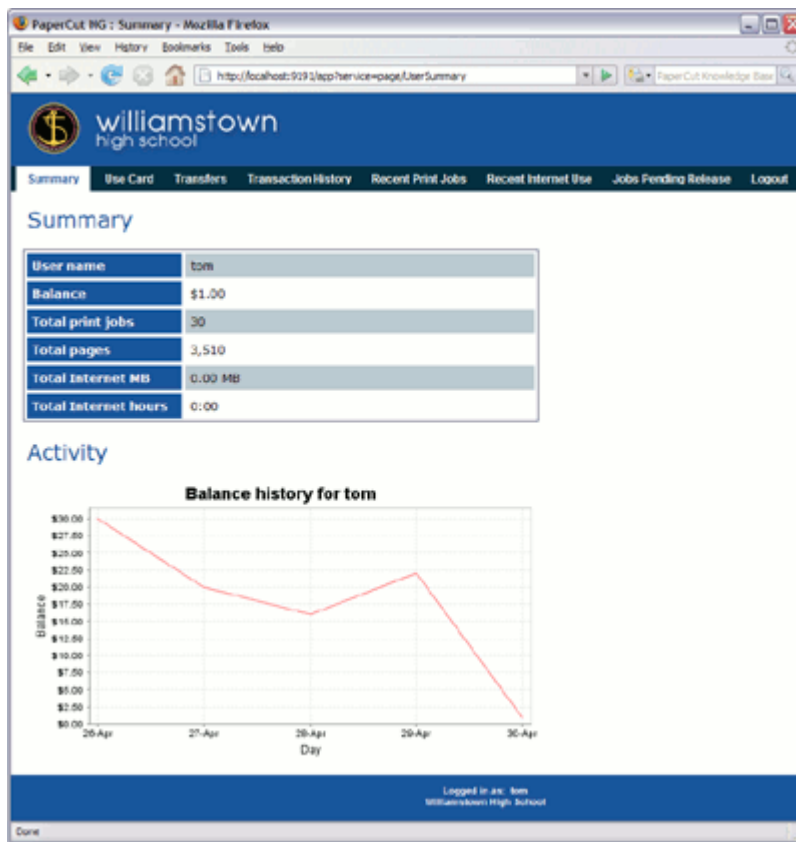 PaperCut NG : Summary - Mozilla Firefox
File Edit View History Bookmarks Tools Help
http://localhost:9191/app?service=page/UserSummary PaperCut Knowledge Base
williamstown
high school
Summary Use Card Transfers Transaction History Recent Print Jobs Recent Internet Use Jobs Pending Release Logout
Summary
User name tom
Balance $1.00
Total print jobs 30
Total pages 3,510
Total Internet MB 0.00 MB
Total Internet hours 0:00
Activity
Balance history for tom
$30.00
$27.50
$25.00
$22.50
$20.00
$17.50
$15.00
$12.50
$10.00
$7.50
$5.00
$2.50
$0.00
Balance
26-Apr 27-Apr 28-Apr 29-Apr 30-Apr
Day
Logged in as: tom
Williamstown High School
Done